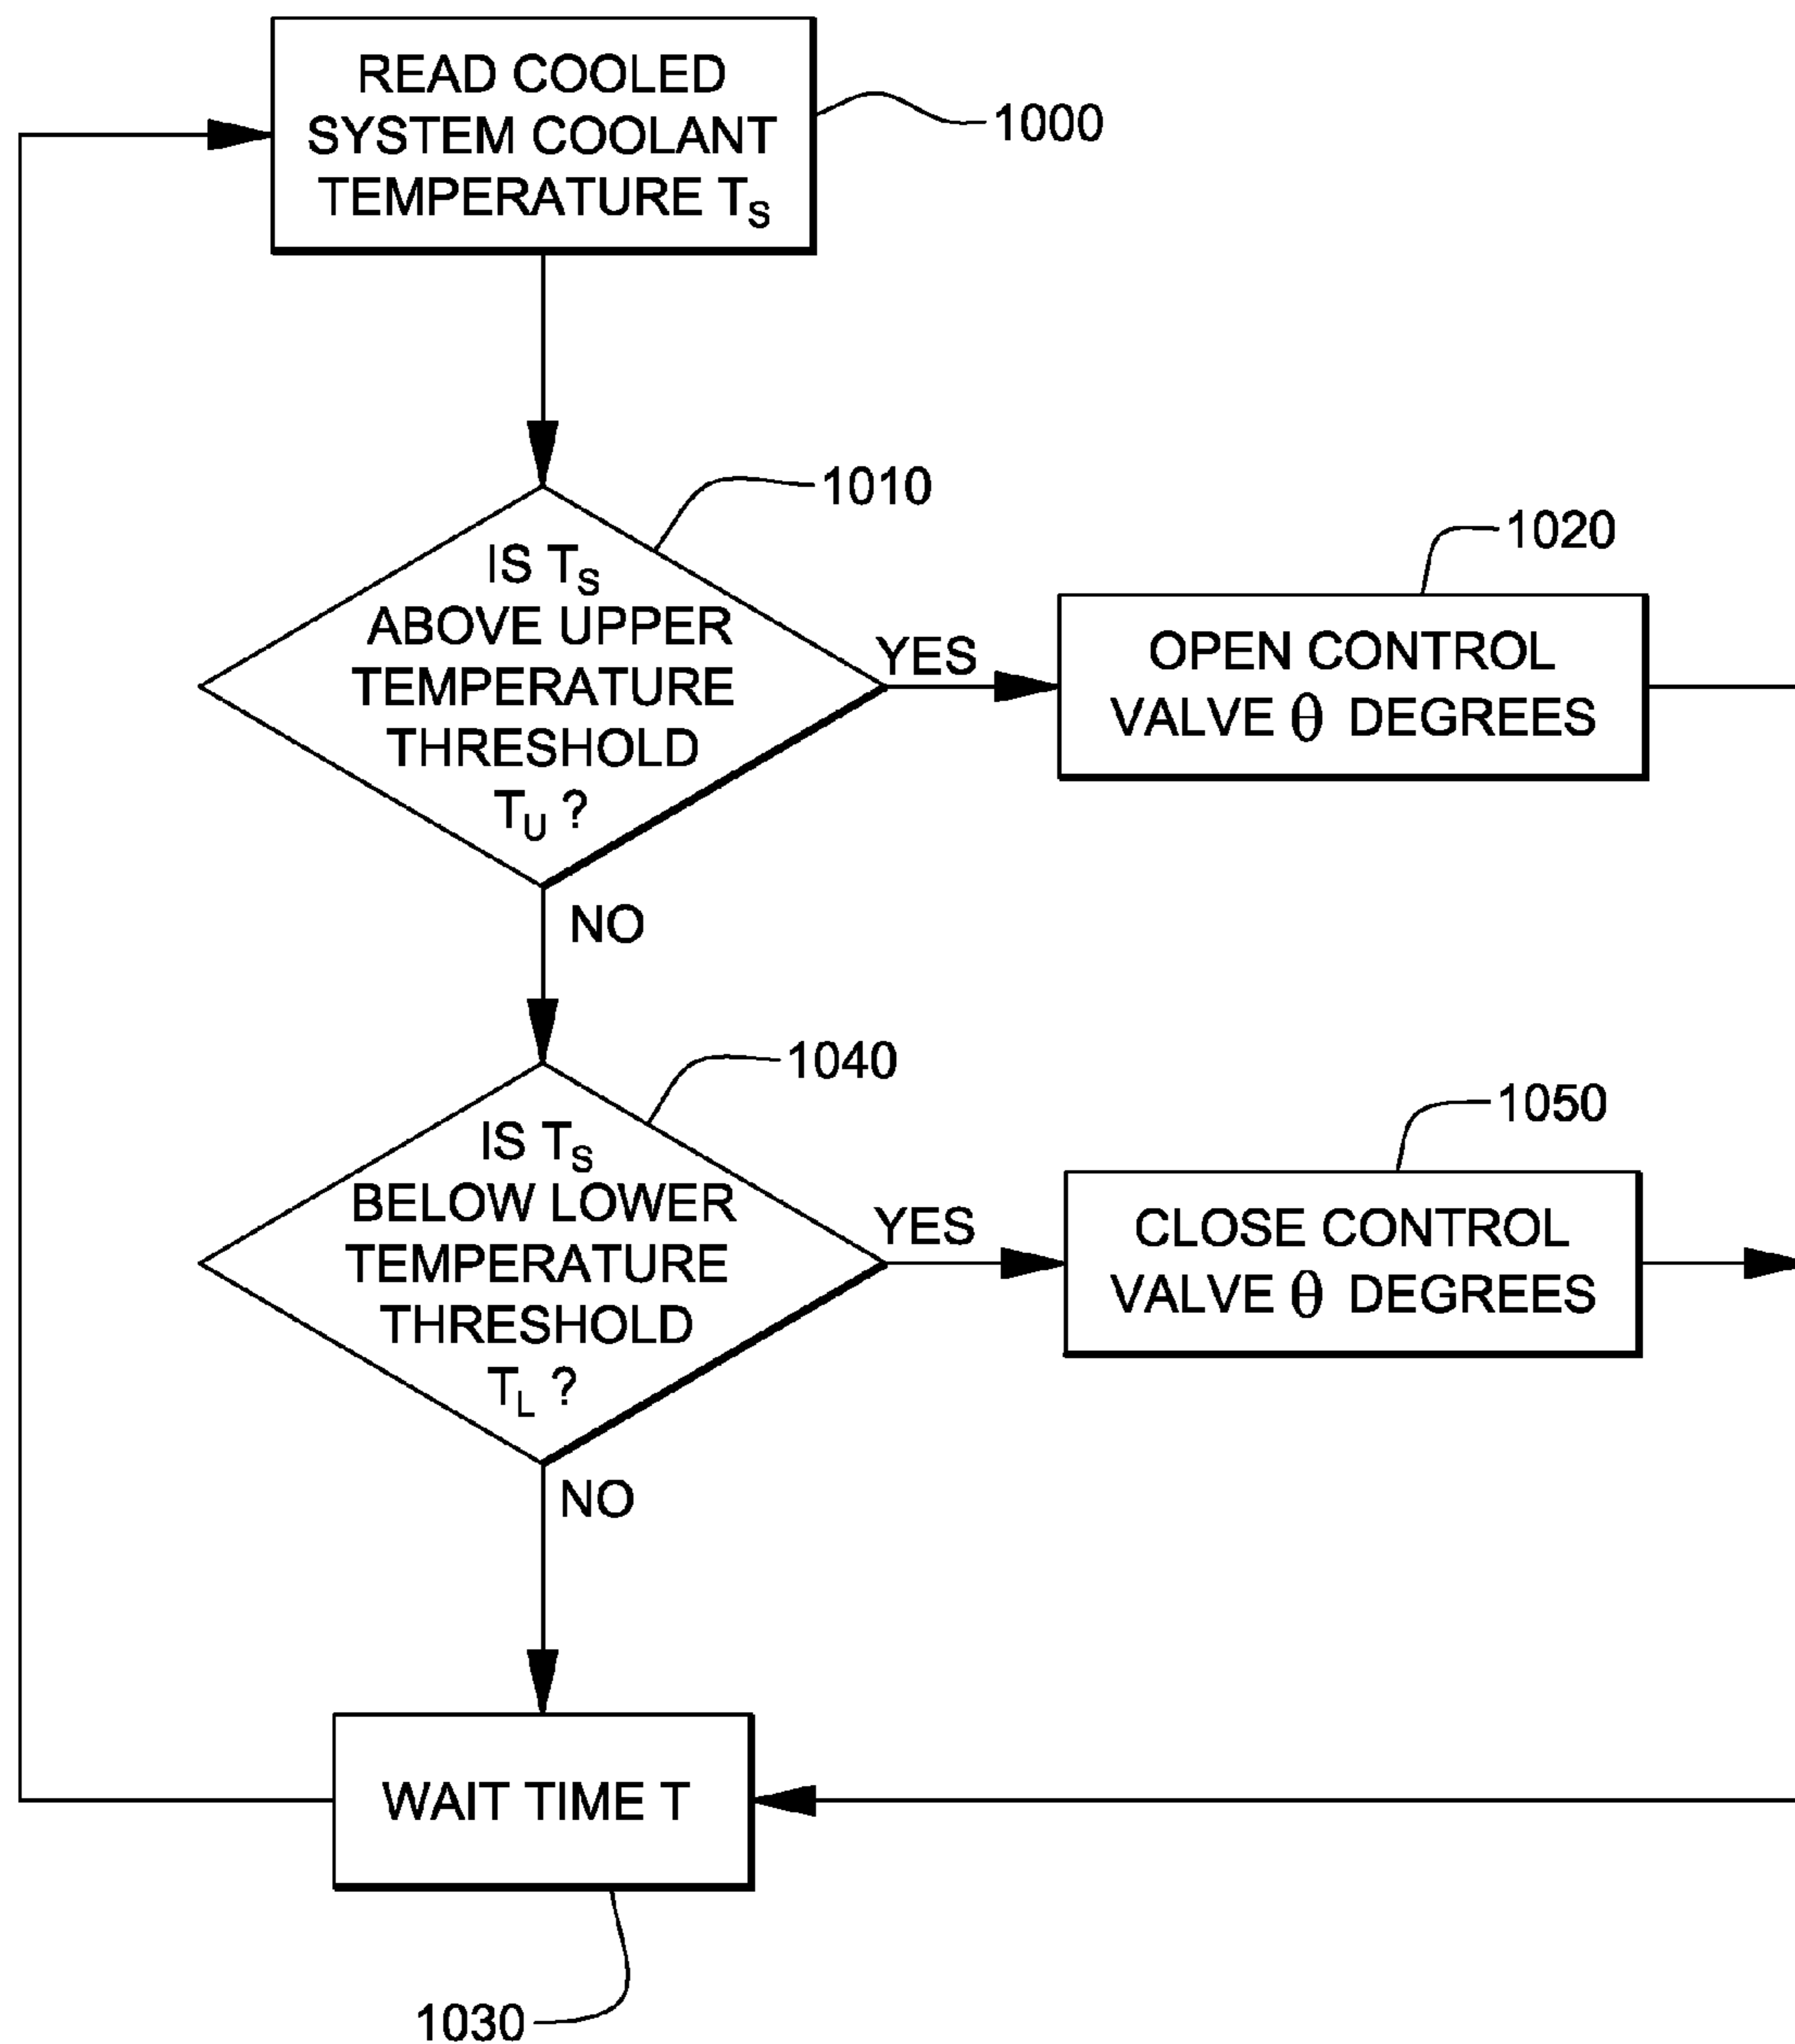 READ COOLED
SYSTEM COOLANT
TEMPERATURE TS
1000
1010
IS TS
ABOVE UPPER
TEMPERATURE
THRESHOLD
TU ?
YES
1020
OPEN CONTROL
VALVE θ DEGREES
NO
1040
IS TS
BELOW LOWER
TEMPERATURE
THRESHOLD
TL ?
YES
1050
CLOSE CONTROL
VALVE θ DEGREES
NO
WAIT TIME T
1030